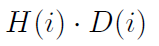 H(i) · D(i)